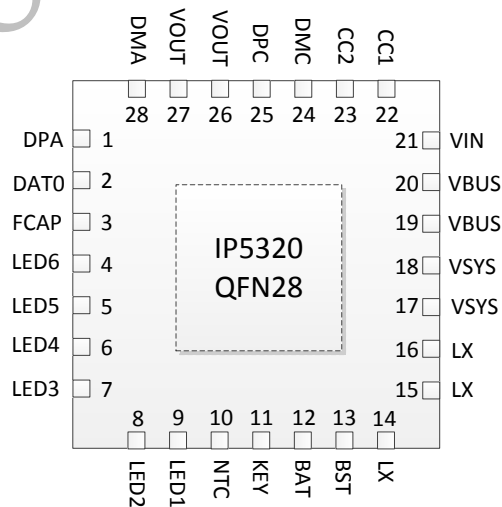 DMA
VOUT
VOUT
DPC
DMC
CC2
CC1
28 27 26 25 24 23 22
DPA 1
DAT0 2
FCAP 3
LED6 4
LED5 5
LED4 6
LED3 7
21 VIN
20 VBUS
19 VBUS
18 VSYS
17 VSYS
16 LX
15 LX
IP5320
QFN28
8 9 10 11 12 13 14
LED2
LED1
NTC
KEY
BAT
BST
LX